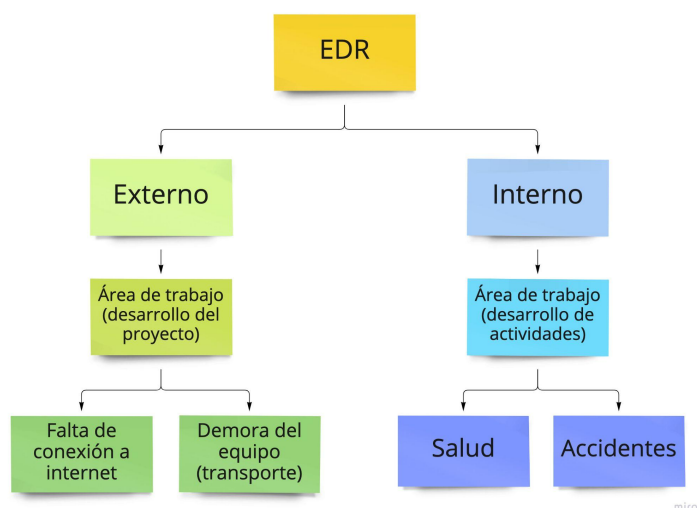 EDR
Externo
Interno
Área de trabajo
(desarrollo del
proyecto)
Área de trabajo
(desarrollo de
actividades)
Falta de
conexión a
internet
Demora del
equipo
(transporte)
Salud
Accidentes
miro